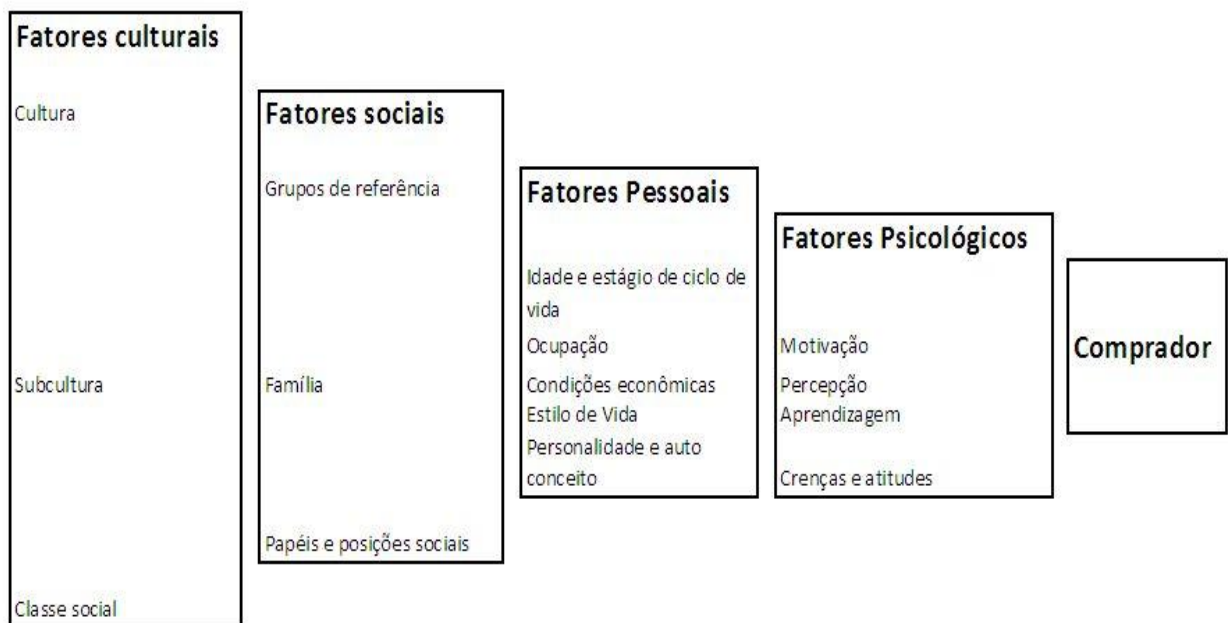 Fatores culturais
Cultura
Subcultura
Classe social
Fatores sociais
Grupos de referência
Família
Papéis e posições sociais
Fatores Pessoais
Idade e estágio de ciclo de
vida
Ocupação
Condições econômicas
Estilo de Vida
Personalidade e auto
conceito
Fatores Psicológicos
Motivação
Percepção
Aprendizagem
Crenças e atitudes
Comprador